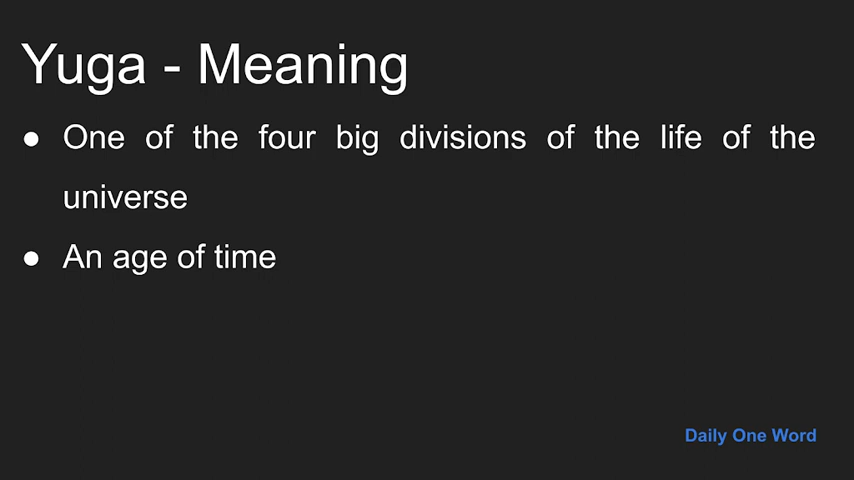 Yuga - Meaning
● One of the four big divisions of the life of the
universe
● An age of time
Daily One Word